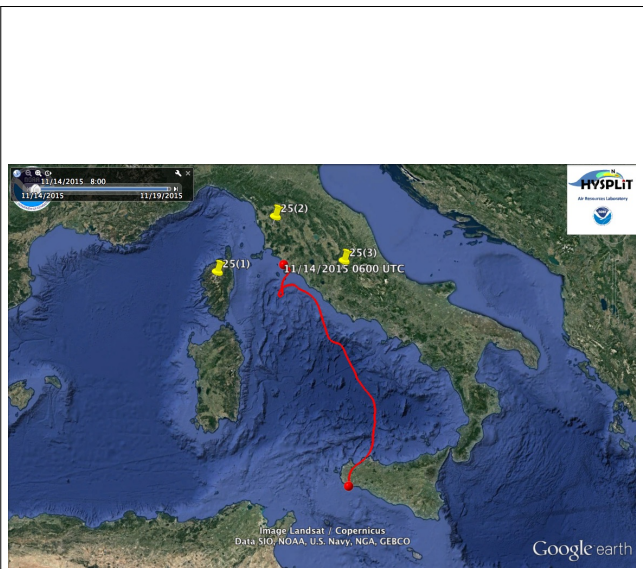 11/14/2015 8:00
11/14/2015 11/19/2015
HYSPLIT
Air Resources Laboratory
25(2)
25(3)
25(1)
11/14/2015 0600 UTC
Image Landsat / Copernicus
Data SIO, NOAA, U.S. Navy, NGA, GEBCO
Google earth